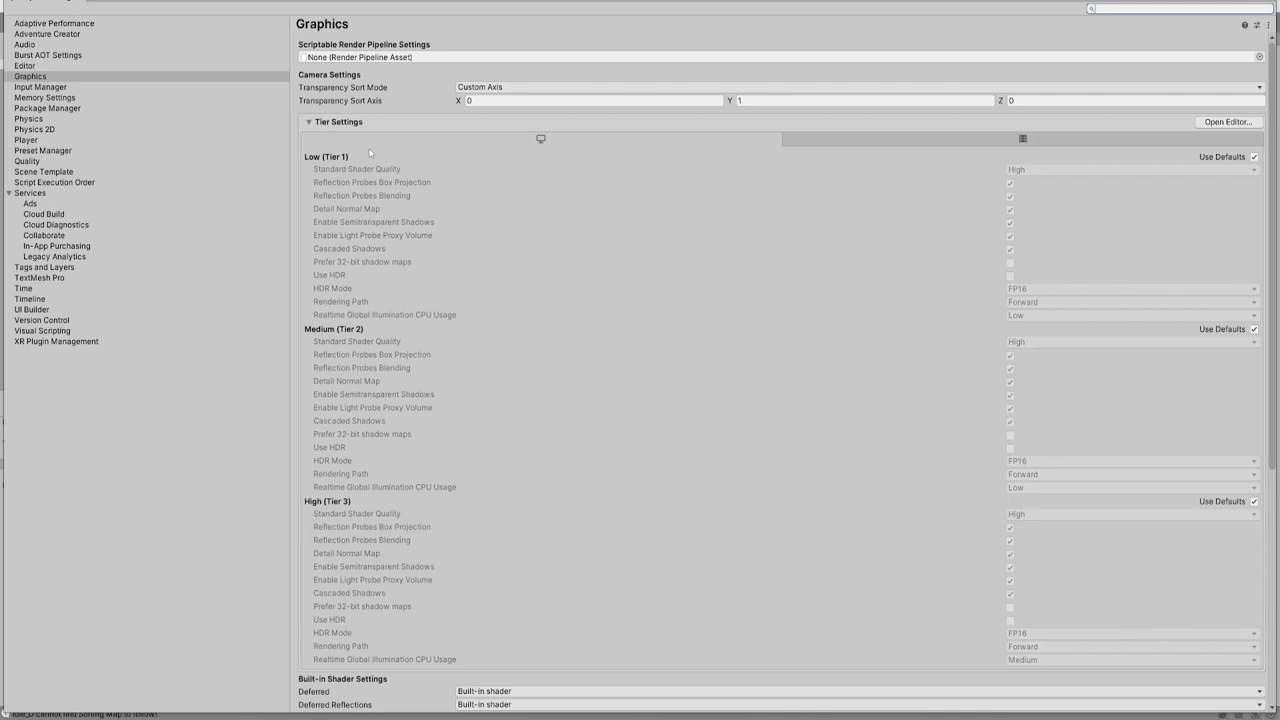 Adaptive Performance
Adventure Creator
Audio
Burst AOT Settings
Editor
Graphics
Input Manager
Memory Settings
Package Manager
Physics
Physics 2D
Player
Preset Manager
Quality
Scene Template
Script Execution Order
Services
Ads
Cloud Build
Cloud Diagnostics
Collaborate
In-App Purchasing
Legacy Analytics
Tags and Layers
TextMesh Pro
Time
Timeline
UI Builder
Version Control
Visual Scripting
XR Plugin Management
Graphics
Scriptable Render Pipeline Settings
None (Render Pipeline Asset)
Camera Settings
Transparency Sort Mode Custom Axis
Transparency Sort Axis X 0 Y 1 Z 0
Tier Settings Open Editor...
Low (Tier 1) Use Defaults
Standard Shader Quality High
Reflection Probes Box Projection
Reflection Probes Blending
Detail Normal Map
Enable Semitransparent Shadows
Enable Light Probe Proxy Volume
Cascaded Shadows
Prefer 32-bit shadow maps
Use HDR
HDR Mode FP16
Rendering Path Forward
Realtime Global Illumination CPU Usage Low
Medium (Tier 2) Use Defaults
Standard Shader Quality High
Reflection Probes Box Projection
Reflection Probes Blending
Detail Normal Map
Enable Semitransparent Shadows
Enable Light Probe Proxy Volume
Cascaded Shadows
Prefer 32-bit shadow maps
Use HDR
HDR Mode FP16
Rendering Path Forward
Realtime Global Illumination CPU Usage Low
High (Tier 3) Use Defaults
Standard Shader Quality High
Reflection Probes Box Projection
Reflection Probes Blending
Detail Normal Map
Enable Semitransparent Shadows
Enable Light Probe Proxy Volume
Cascaded Shadows
Prefer 32-bit shadow maps
Use HDR
HDR Mode FP16
Rendering Path Forward
Realtime Global Illumination CPU Usage Medium
Built-in Shader Settings
Deferred Built-in shader
Deferred Reflections Built-in shader
cannot find Sorting Map to follow!